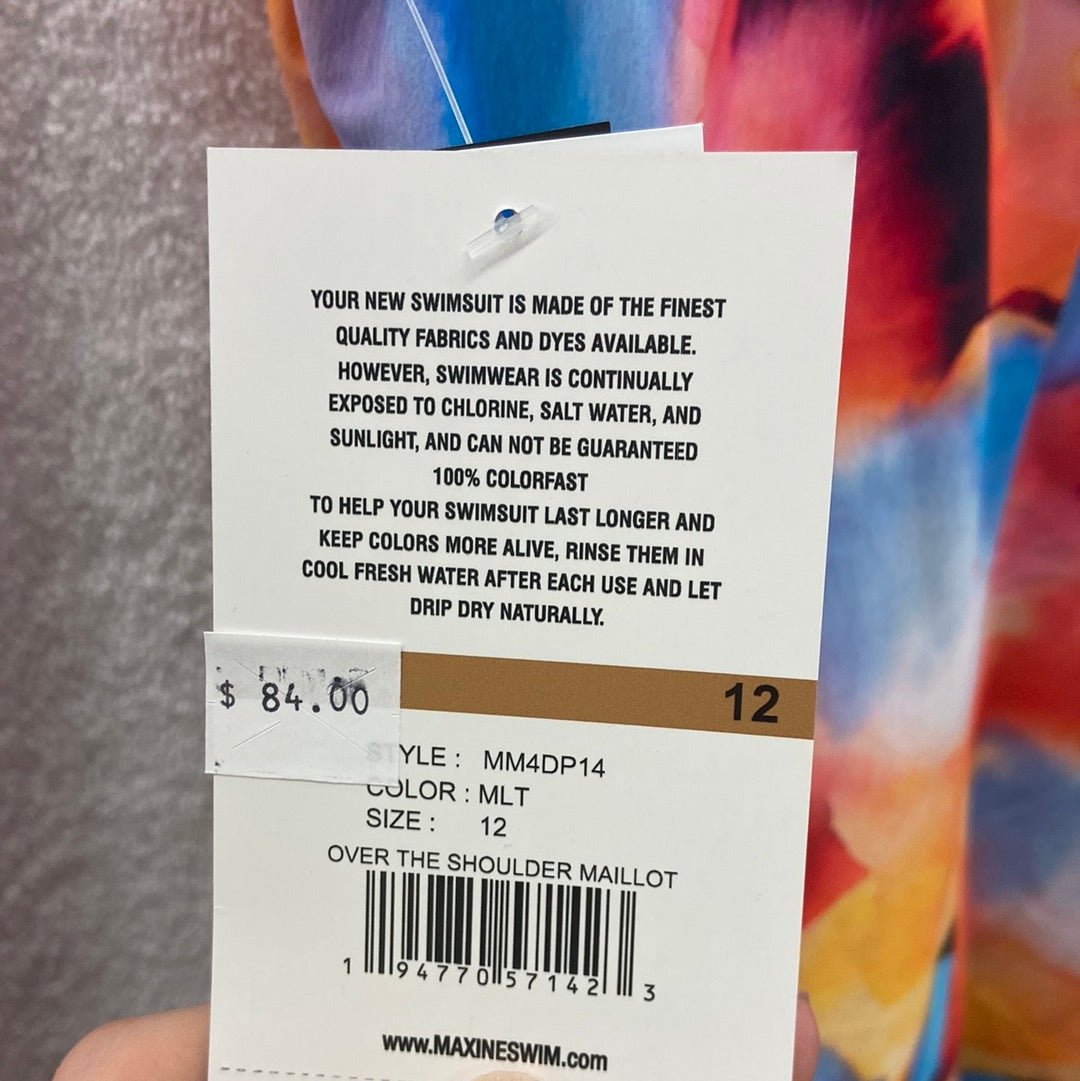 YOUR NEW SWIMSUIT IS MADE OF THE FINEST
QUALITY FABRICS AND DYES AVAILABLE.
HOWEVER, SWIMWEAR IS CONTINUALLY
EXPOSED TO CHLORINE, SALT WATER, AND
SUNLIGHT, AND CAN NOT BE GUARANTEED
100% COLORFAST
TO HELP YOUR SWIMSUIT LAST LONGER AND
KEEP COLORS MORE ALIVE, RINSE THEM IN
COOL FRESH WATER AFTER EACH USE AND LET
DRIP DRY NATURALLY.
$ 84.00
12
STYLE : MM4DP14
COLOR : MLT
SIZE : 12
OVER THE SHOULDER MAILLOT
1 94770 57142 3
www.MAXINESWIM.com